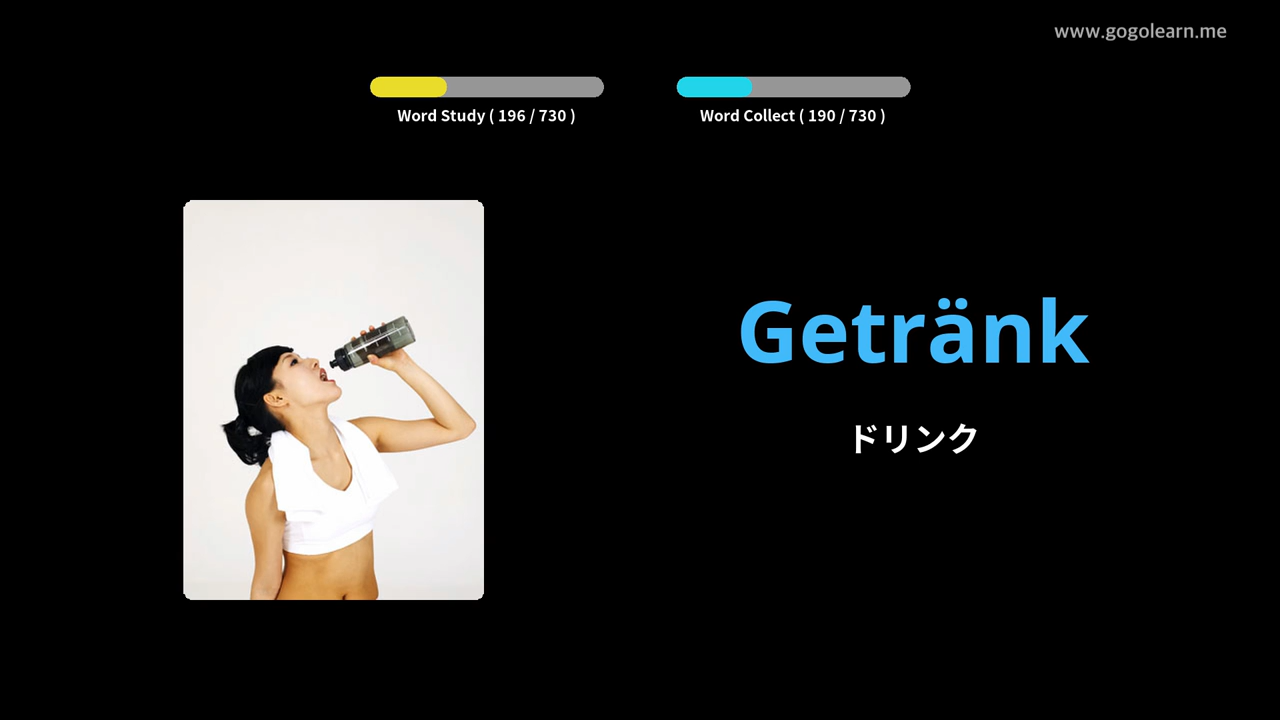 www.gogolearn.me
Word Study ( 196 / 730 )
Word Collect ( 190 / 730 )
Getränk
ドリンク